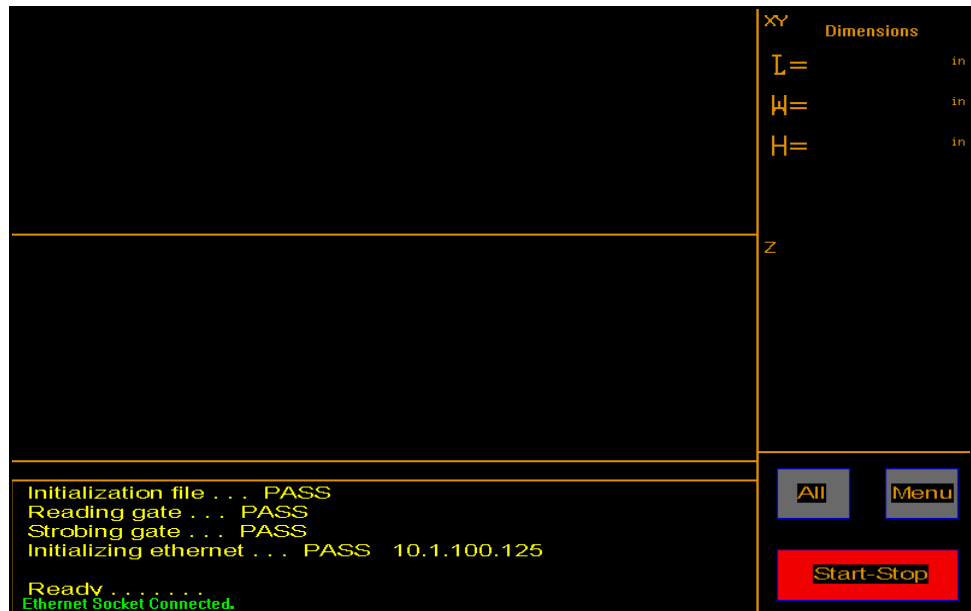 XY
Dimensions
L= in
W= in
H= in
Z
Initialization file . . . PASS
Reading gate . . . PASS
Strobing gate . . . PASS
Initializing ethernet . . . PASS 10.1.100.125
Ready . . . . . . .
Ethernet Socket Connected.
All Menu
Start-Stop